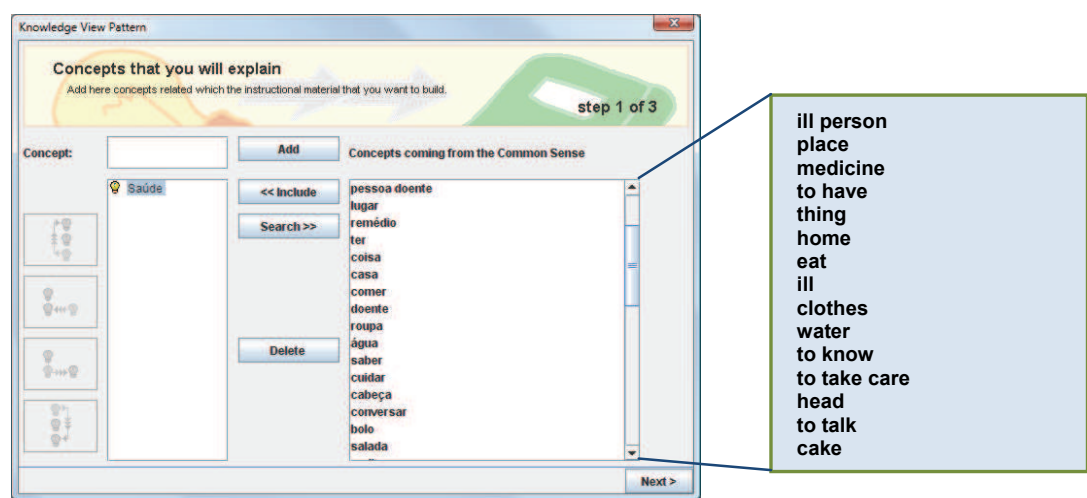 Knowledge View Pattern
Concepts that you will explain
Add here concepts related which the instructional material that you want to build.
step 1 of 3
Concept:
Add
Concepts coming from the Common Sense
Saúde
<< Include
Search >>
Delete
pessoa doente
lugar
remédio
ter
coisa
casa
comer
doente
roupa
água
saber
cuidar
cabeça
conversar
bolo
salada
Next >
ill person
place
medicine
to have
thing
home
eat
ill
clothes
water
to know
to take care
head
to talk
cake